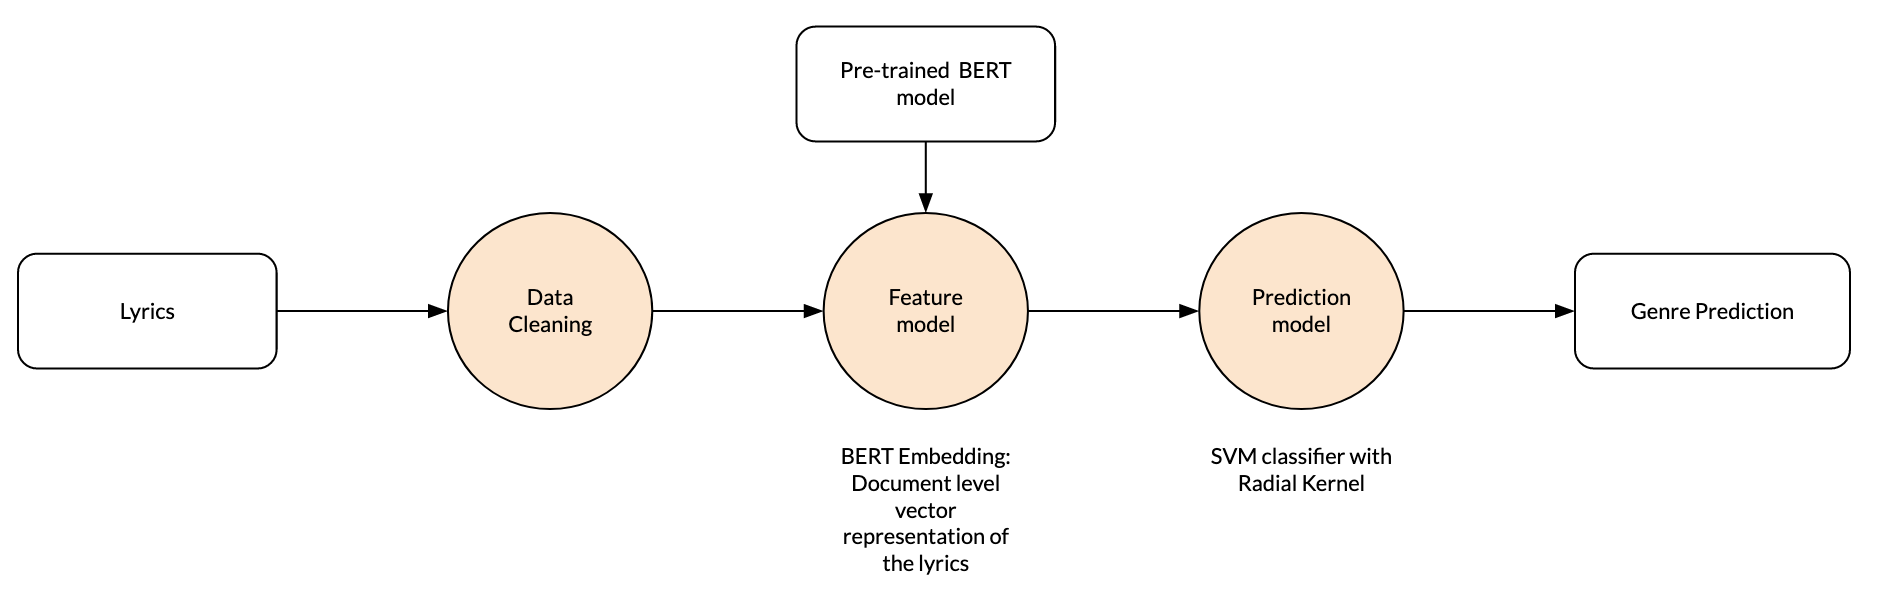 Pre-trained  BERT
model
Lyrics
Data
Cleaning
Feature
model
Prediction
model
Genre Prediction
BERT Embedding:
Document level
vector
representation of
the lyrics
SVM classifier with
Radial Kernel